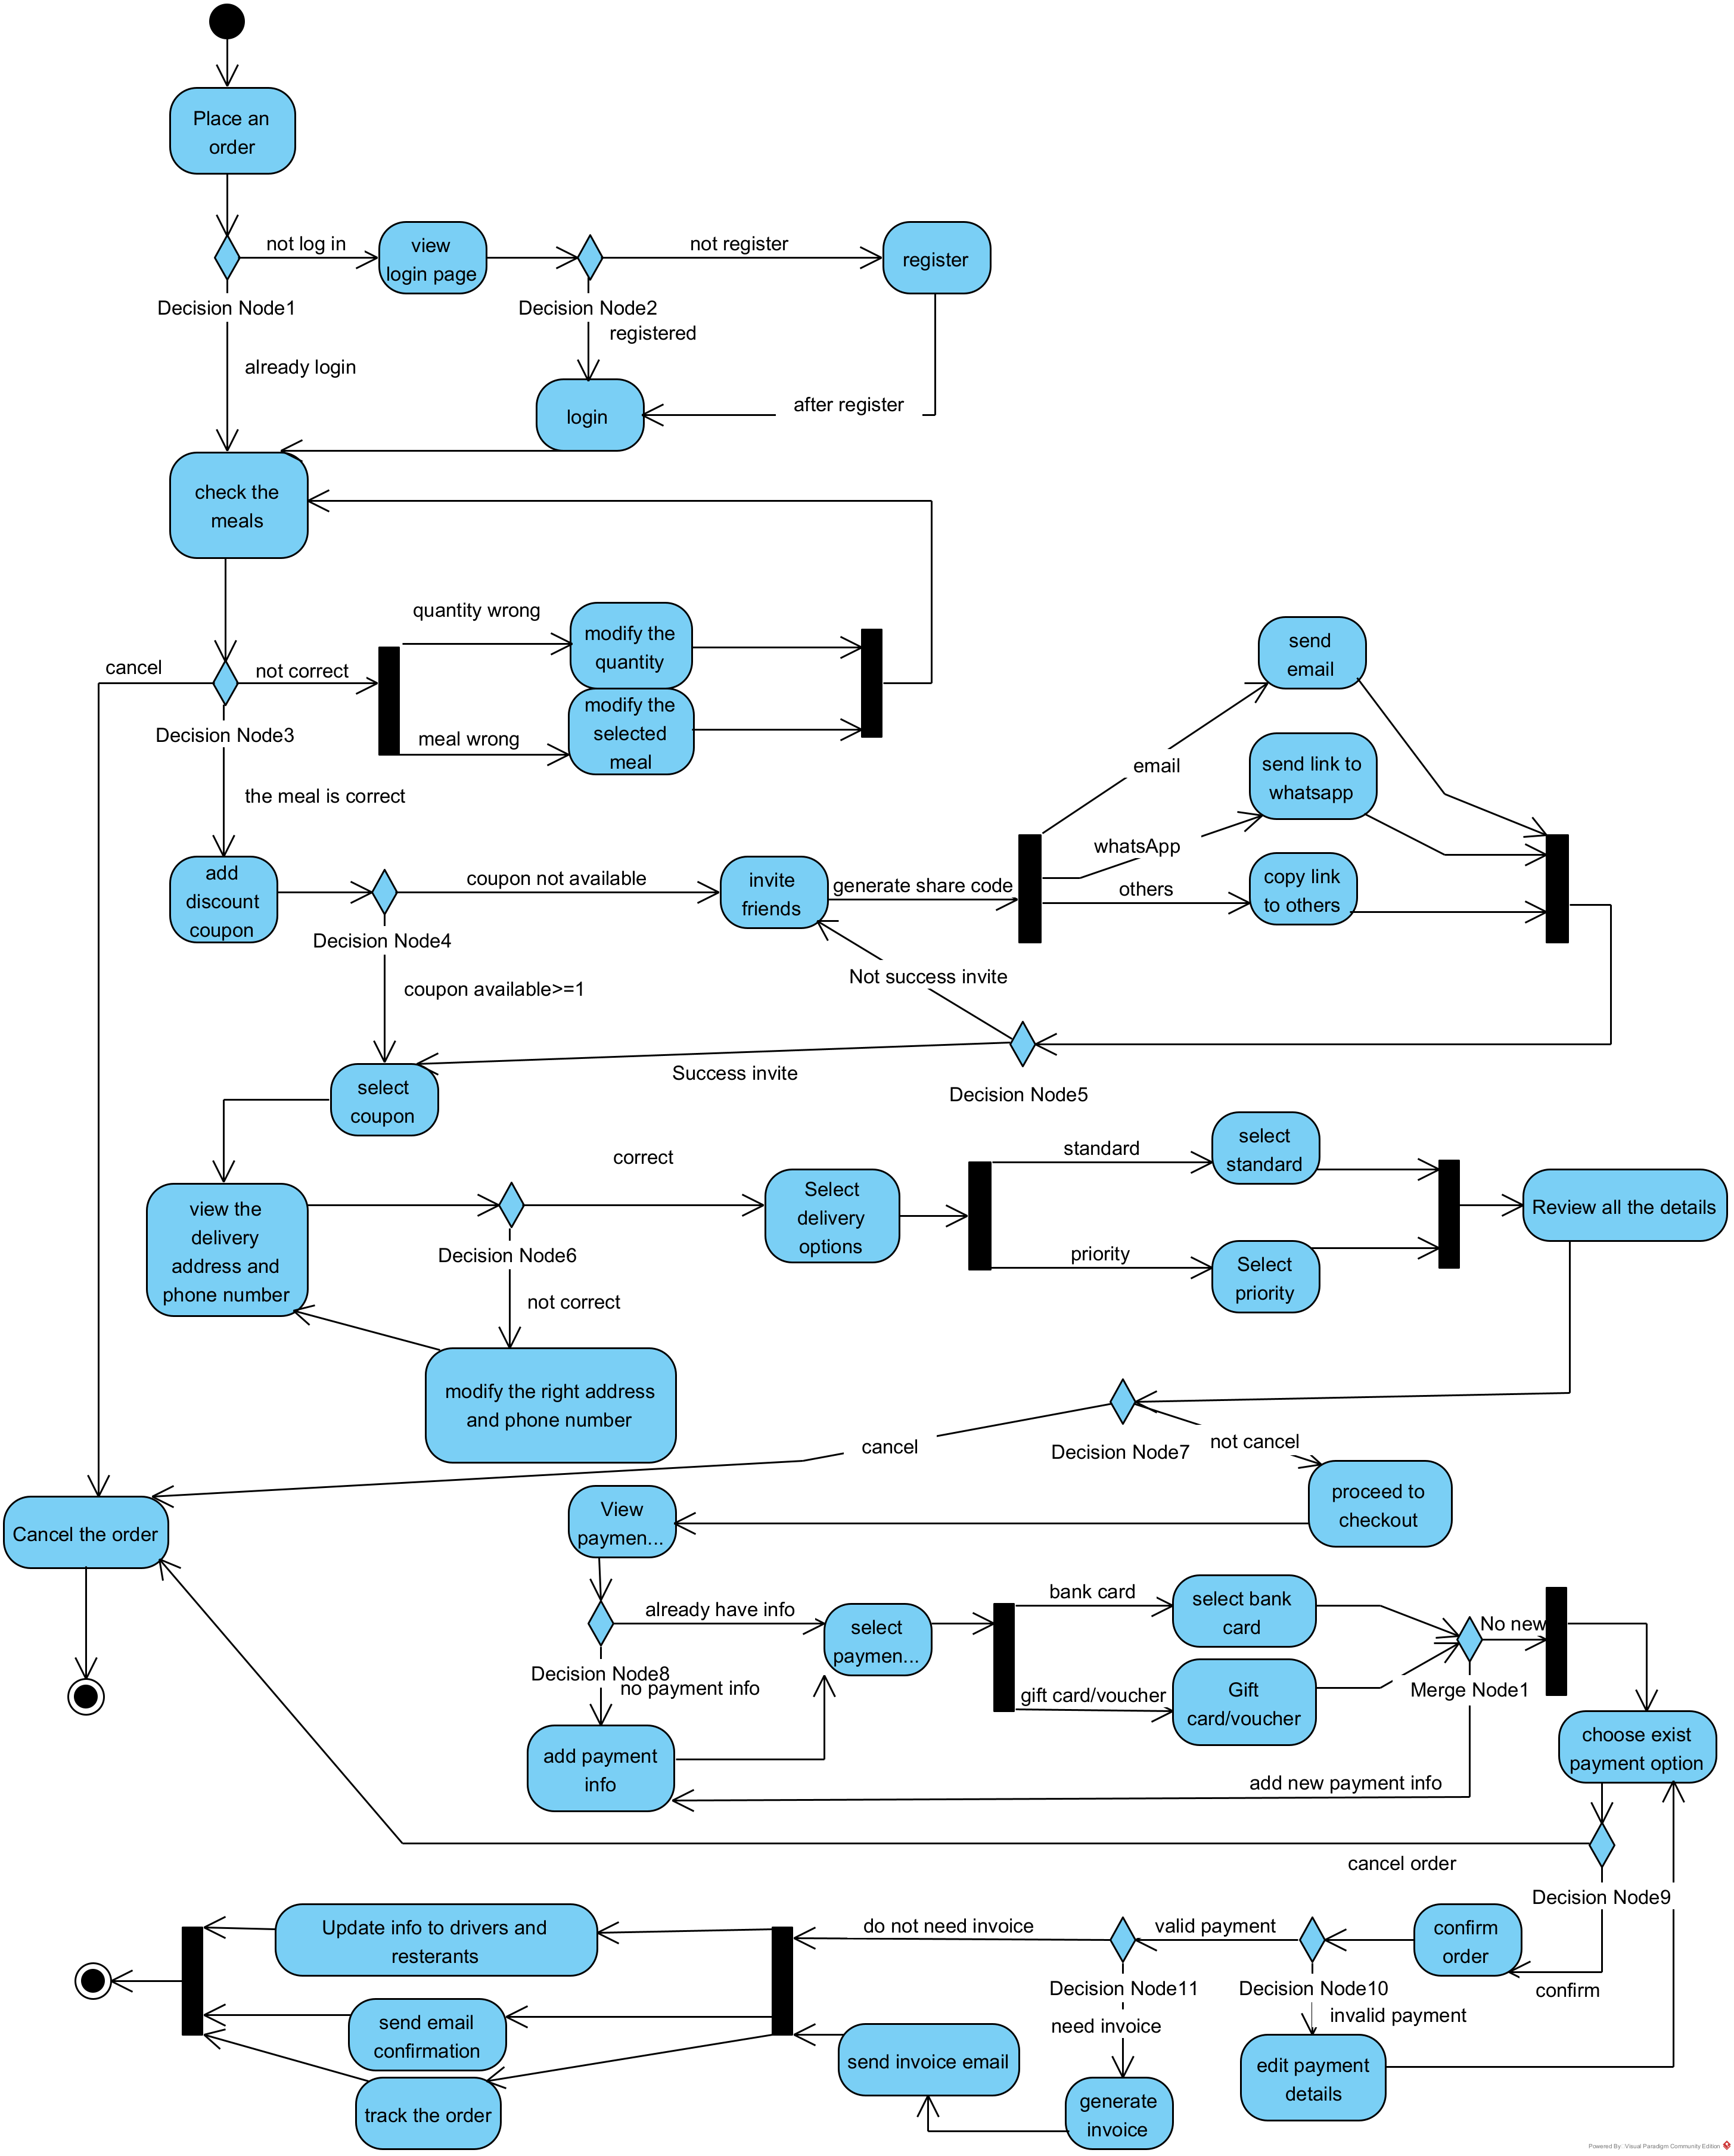 Place an
order
not log in
view
login page
not register
register
Decision Node1
Decision Node2
registered
already login
login
after register
check the
meals
quantity wrong
modify the
quantity
send
email
cancel
not correct
Decision Node3
meal wrong
modify the
selected
meal
email
send link to
whatsapp
the meal is correct
whatsApp
add
discount
coupon
coupon not available
invite
friends
generate share code
others
copy link
to others
Decision Node4
Not success invite
coupon available>=1
Success invite
Decision Node5
select
coupon
correct
standard
select
standard
view the
delivery
address and
phone number
Decision Node6
Select
delivery
options
Review all the details
priority
Select
priority
not correct
modify the right address
and phone number
cancel
Decision Node7
not cancel
Cancel the order
View
paymen...
proceed to
checkout
already have info
select
paymen...
bank card
select bank
card
No new
Decision Node8
no payment info
gift card/voucher
Gift
card/voucher
Merge Node1
add payment
info
add new payment info
choose exist
payment option
cancel order
Decision Node9
Update info to drivers and
resterants
do not need invoice
valid payment
confirm
order
Decision Node11
Decision Node10
confirm
send email
confirmation
need invoice
invalid payment
send invoice email
edit payment
details
track the order
generate
invoice
Powered By: Visual Paradigm Community Edition